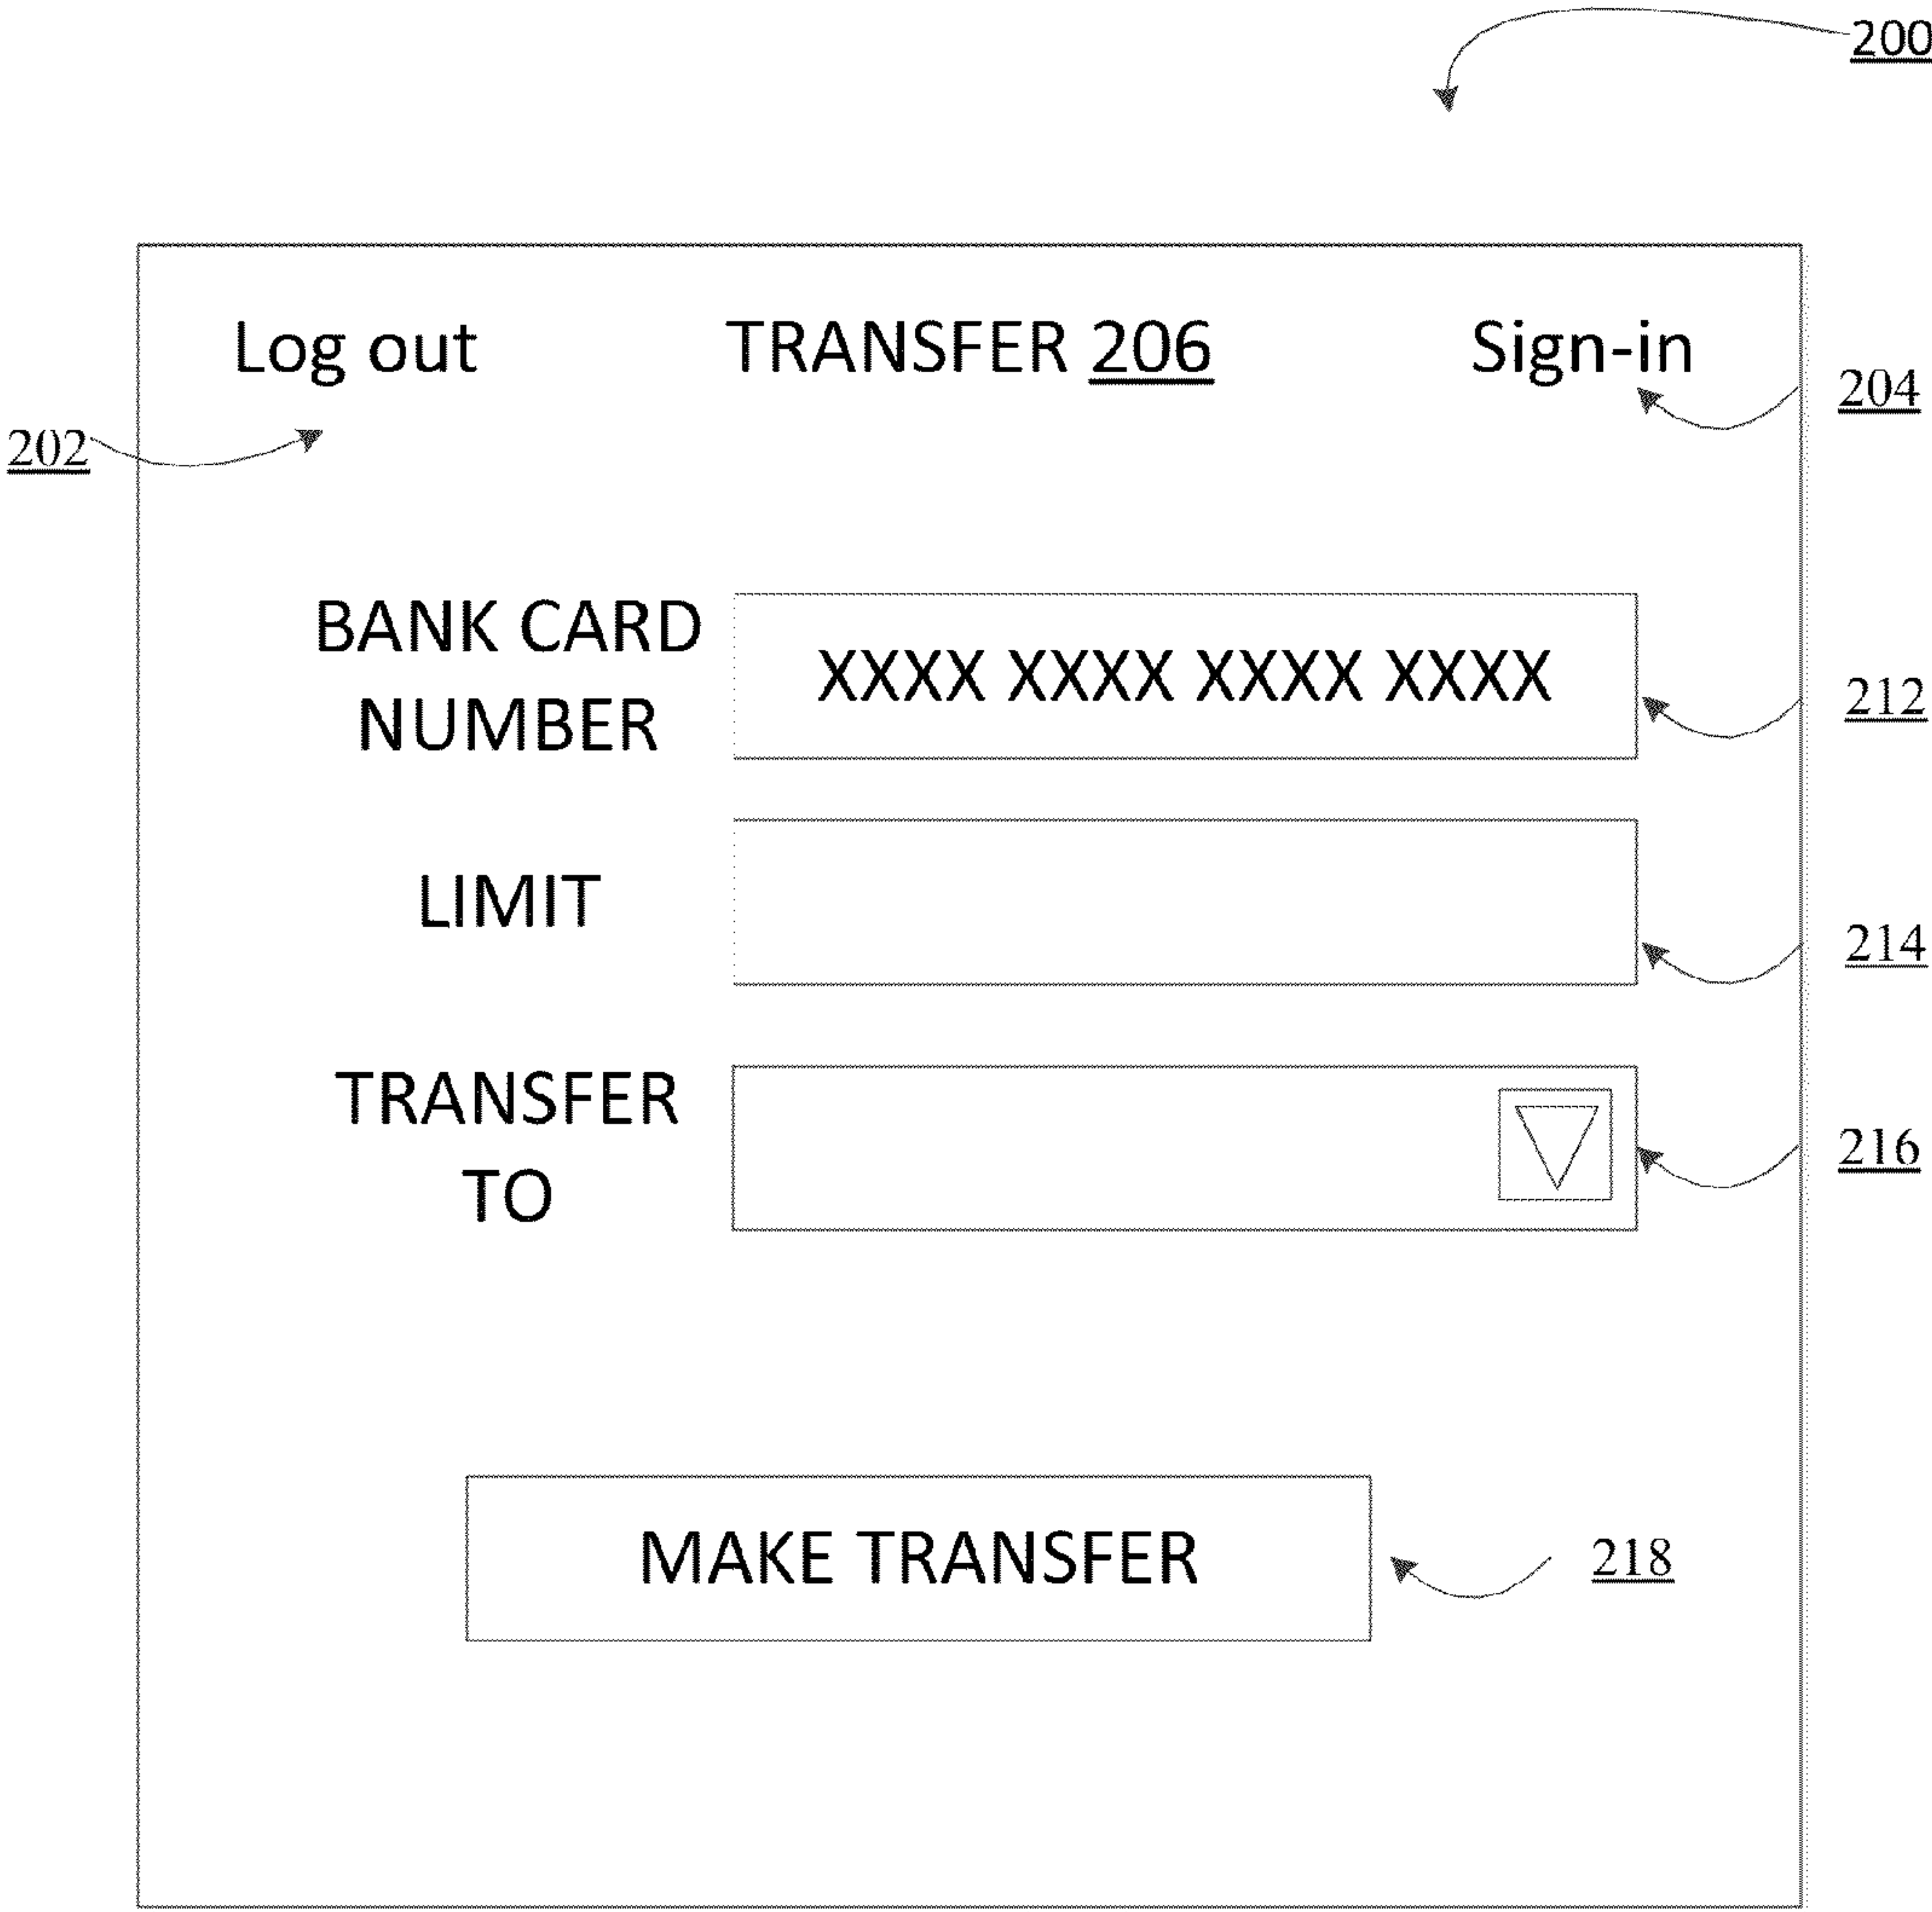 200
Log out TRANSFER 206 Sign-in
204
202
BANK CARD
NUMBER
XXXX XXXX XXXX XXXX
212
LIMIT
214
TRANSFER
TO
216
MAKE TRANSFER
218